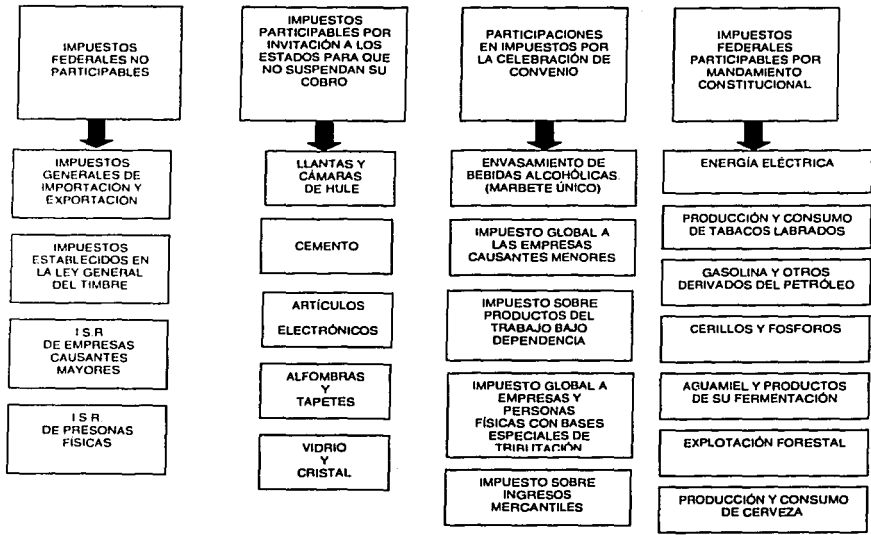 IMPUESTOS
FEDERALES NO
PARTICIPABLES
IMPUESTOS
GENERALES DE
IMPORTACION Y
EXPORTACION
IMPUESTOS
ESTABLECIDOS EN
LA LEY GENERAL
DEL TIMBRE
I S.R
DE EMPRESAS
CAUSANTES
MAYORES
I S R
DE PRESONAS
FÍSICAS
IMPUESTOS
PARTICIPABLES POR
INVITACIÓN A LOS
ESTADOS PARA QUE
NO SUSPENDAN SU
COBRO
LLANTAS Y
CÁMARAS
DE HULE
CEMENTO
ARTÍCULOS
ELECTRÓNICOS
ALFOMBRAS
Y
TAPETES
VIDRIO
Y
CRISTAL
PARTICIPACIONES
EN IMPUESTOS POR
LA CELEBRACIÓN DE
CONVENIO
ENVASAMIENTO DE
BEBIDAS ALCOHÓLICAS.
(MARBETE ÚNICO)
IMPUESTO GLOBAL A
LAS EMPRESAS
CAUSANTES MENORES
IMPUESTO SOBRE
PRODUCTOS DEL
TRABAJO BAJO
DEPENDENCIA
IMPUESTO GLOBAL A
EMPRESAS Y
PERSONAS
FÍSICAS CON BASES
ESPECIALES DE
TRIBUTACIÓN
IMPUESTO SOBRE
INGRESOS
MERCANTILES
IMPUESTOS
FEDERALES
PARTICIPABLES POR
MANDAMIENTO
CONSTITUCIONAL
ENERGÍA ELÉCTRICA
PRODUCCIÓN Y CONSUMO
DE TABACOS LABRADOS
GASOLINA Y OTROS
DERIVADOS DEL PETRÓLEO
CERILLOS Y FOSFOROS
AGUAMIEL Y PRODUCTOS
DE SU FERMENTACIÓN
EXPLOTACIÓN FORESTAL
PRODUCCIÓN Y CONSUMO
DE CERVEZA